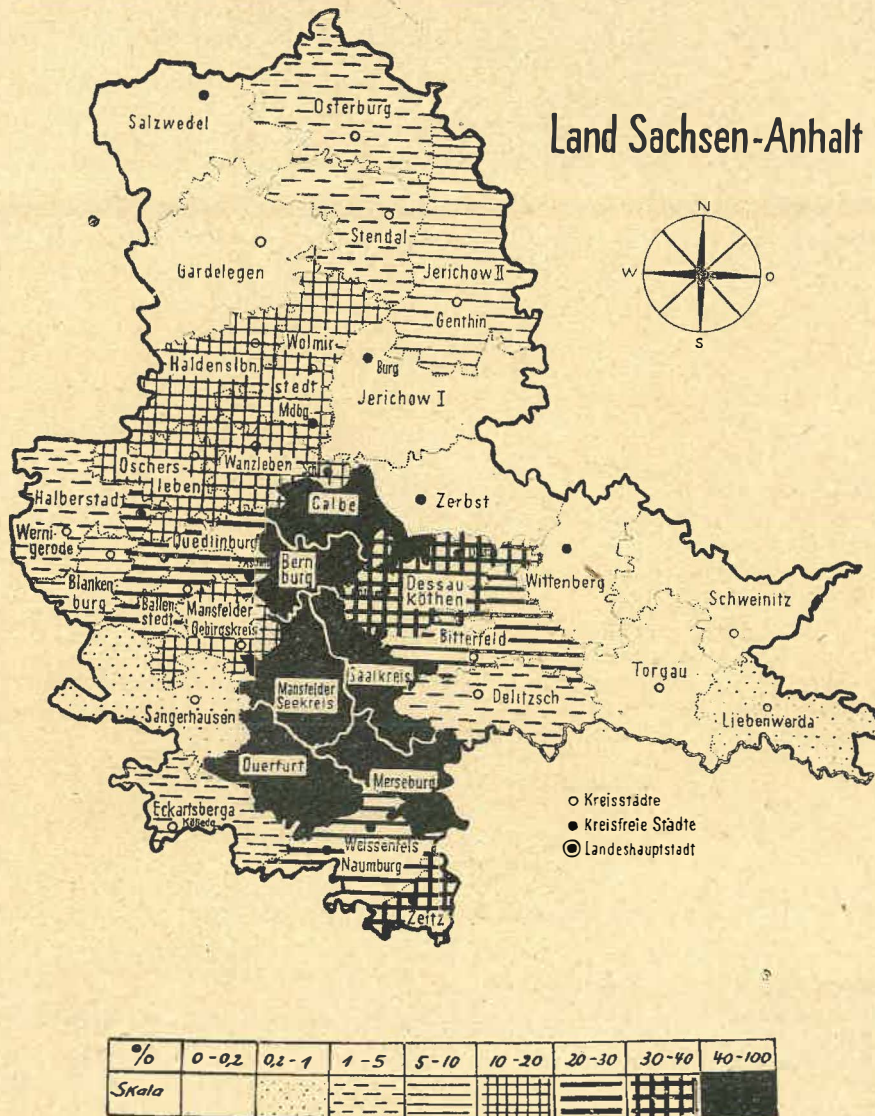 Land Sachsen-Anhalt
Osterburg
Salzwedel
N
W
O
S
Stendal
Gardelegen
Jerichow II
Genthin
Wolmir
stedt
Haldenslbn.
Burg
Jerichow I
Mdbg
Oschers-
leben
Wanzleben
Halberstadt
Calbe
Zerbst
Werni-
gerode
Quedlinburg
Bern
burg
Dessau
Köthen
Wittenberg
Blanken
burg
Ballen
stedt
Mansfelder
Gebirgskreis
Bitterfeld
Schweinitz
Saalkreis
Mansfelder
Seekreis
Delitzsch
Torgau
Sangerhausen
Liebenwerda
Querfurt
Merseburg
Eckartsberga
Kölleda
Weissenfels
Naumburg
Zeitz
Kreisstädte
Kreisfreie Städte
Landeshauptstadt
% 0-0,2 0,2-1 1-5 5-10 10-20 20-30 30-40 40-100
Skala